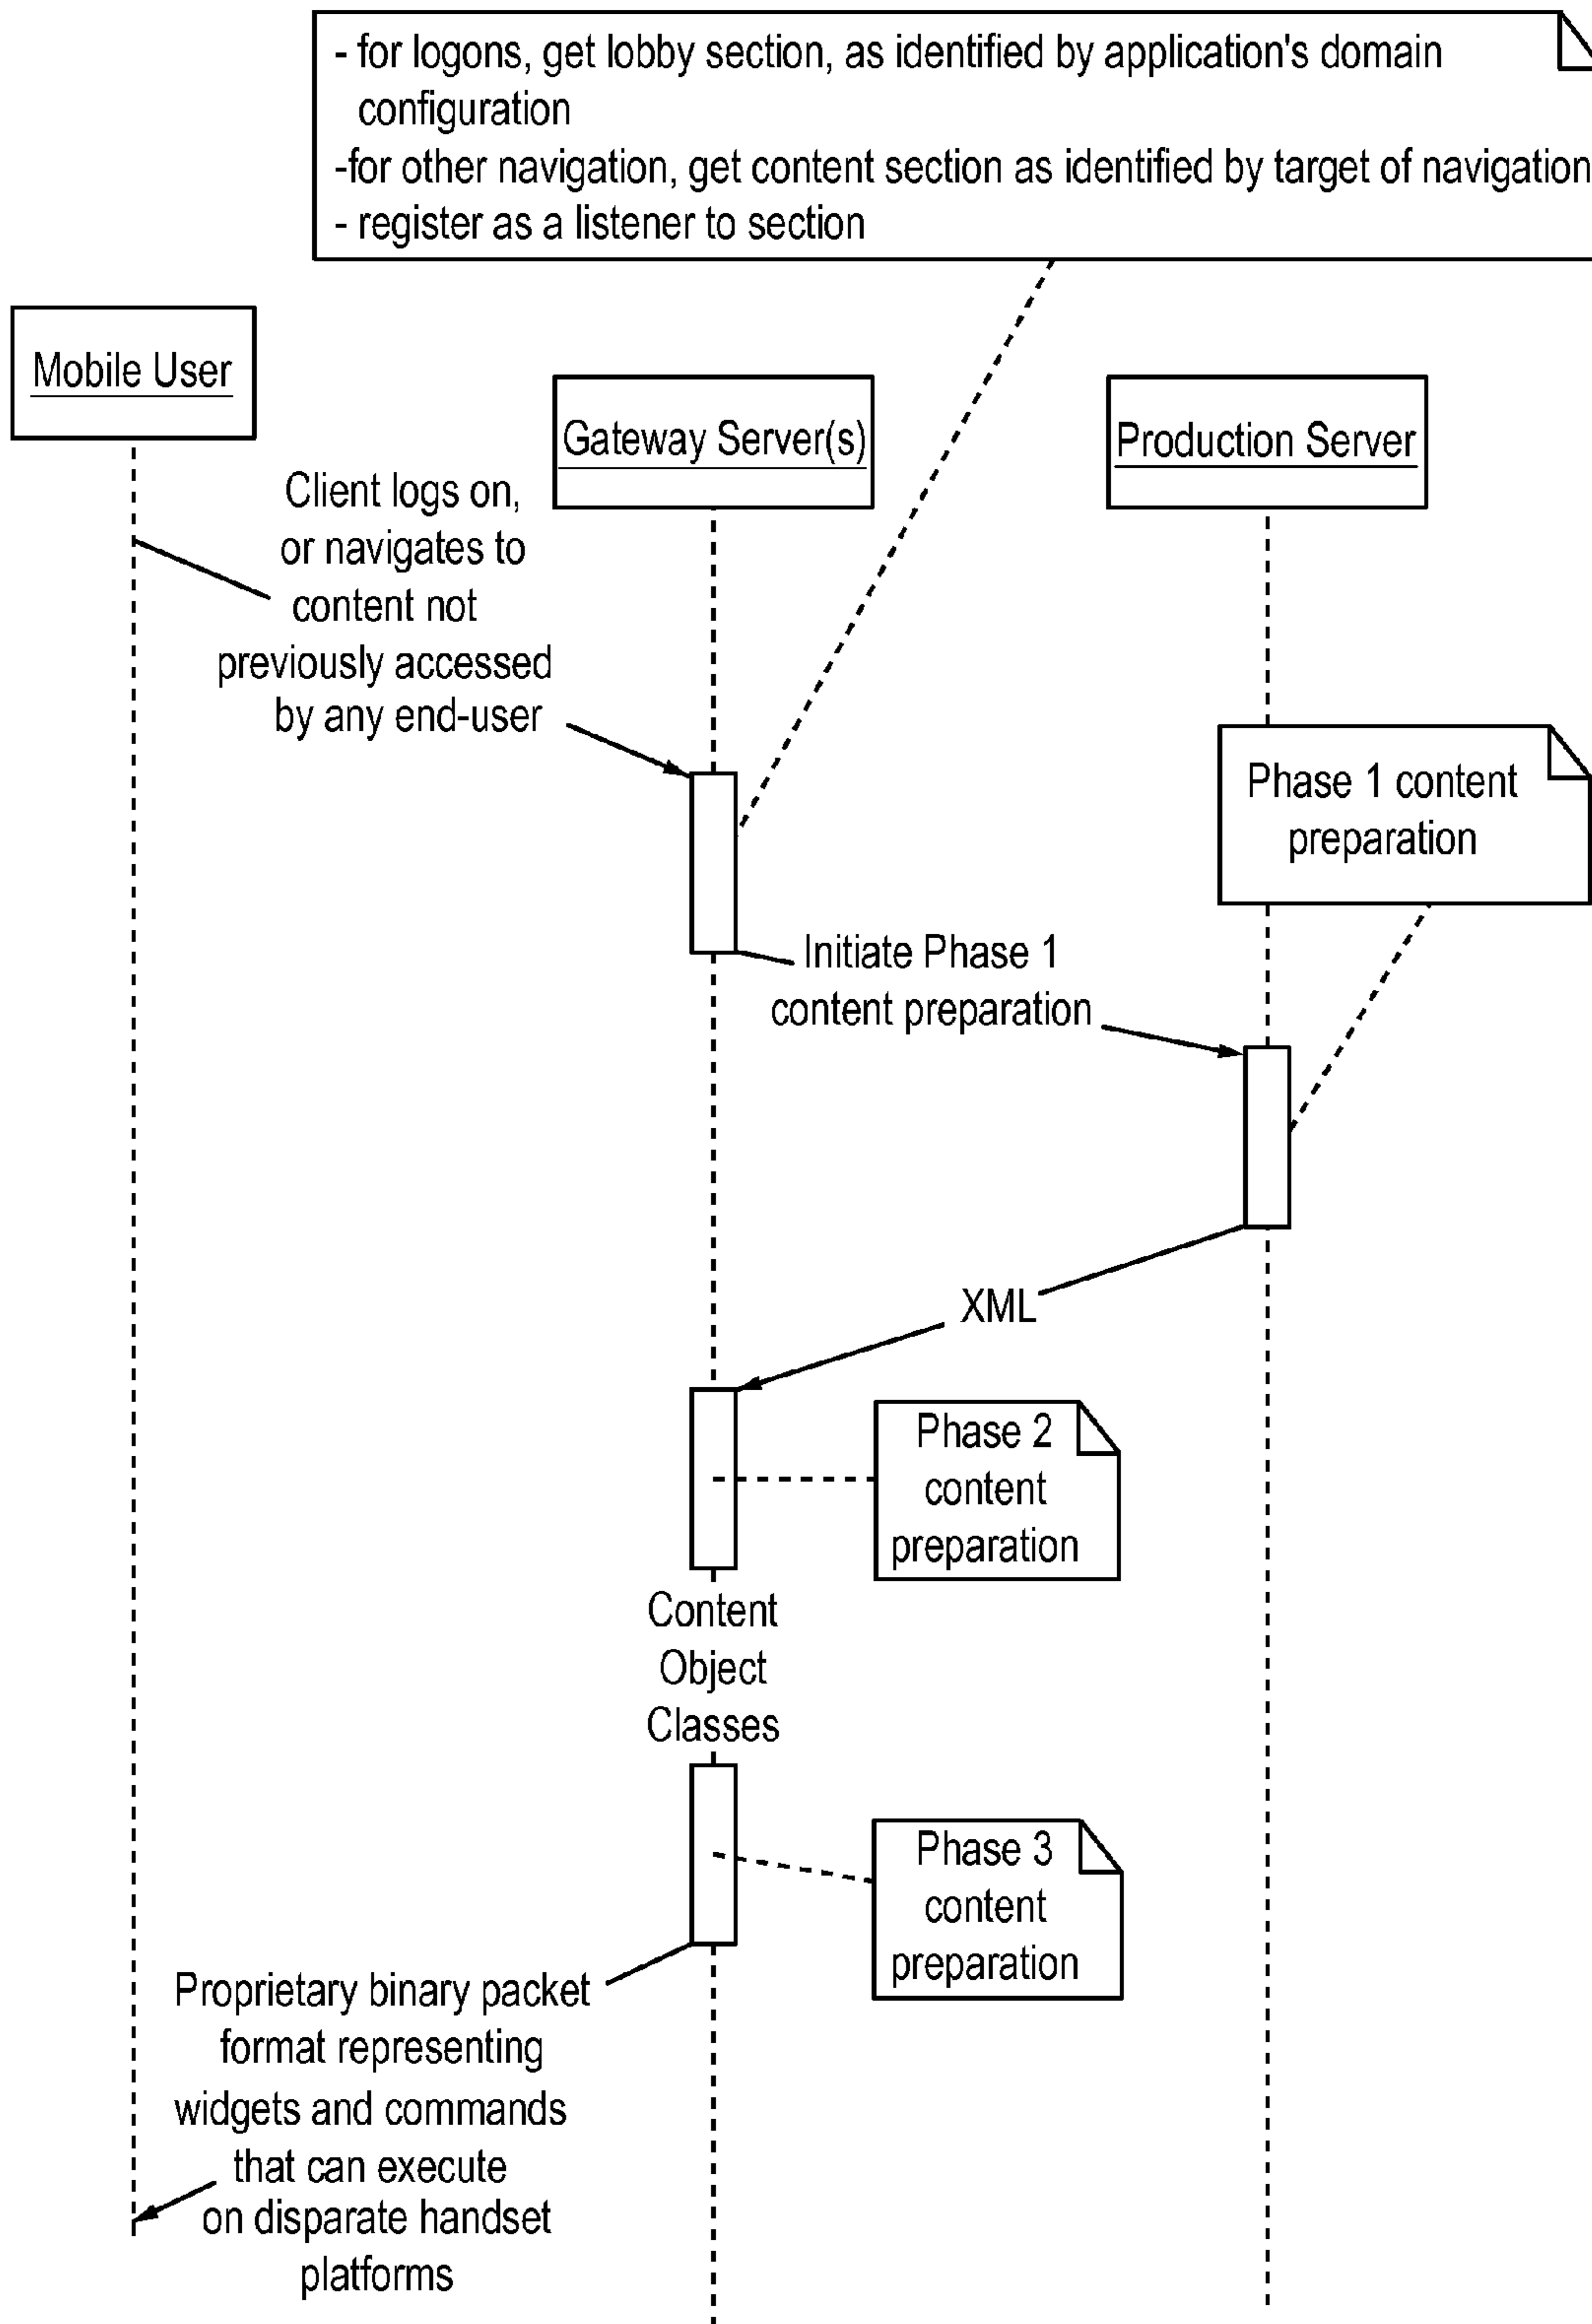 - for logons, get lobby section, as identified by application's domain
configuration
-for other navigation, get content section as identified by target of navigation
- register as a listener to section
Mobile User
Gateway Server(s)
Production Server
Client logs on,
or navigates to
content not
previously accessed
by any end-user
Phase 1 content
preparation
Initiate Phase 1
content preparation
XML
Phase 2
content
preparation
Content
Object
Classes
Phase 3
content
preparation
Proprietary binary packet
format representing
widgets and commands
that can execute
on disparate handset
platforms